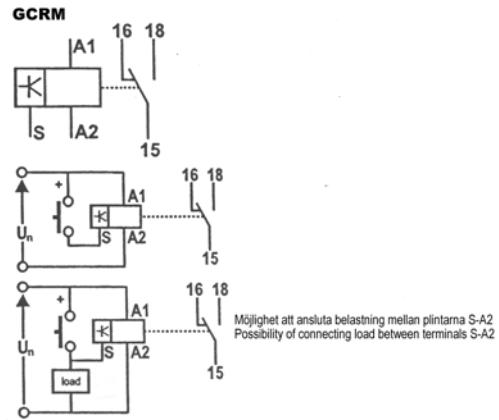 GCRM
A1
16 18
S A2
15
+
A1
16 18
Un
S A2
15
+
A1
16 18
Möjlighet att ansluta belastning mellan plintarna S-A2
Possibility of connecting load between terminals S-A2
Un
S A2
15
load